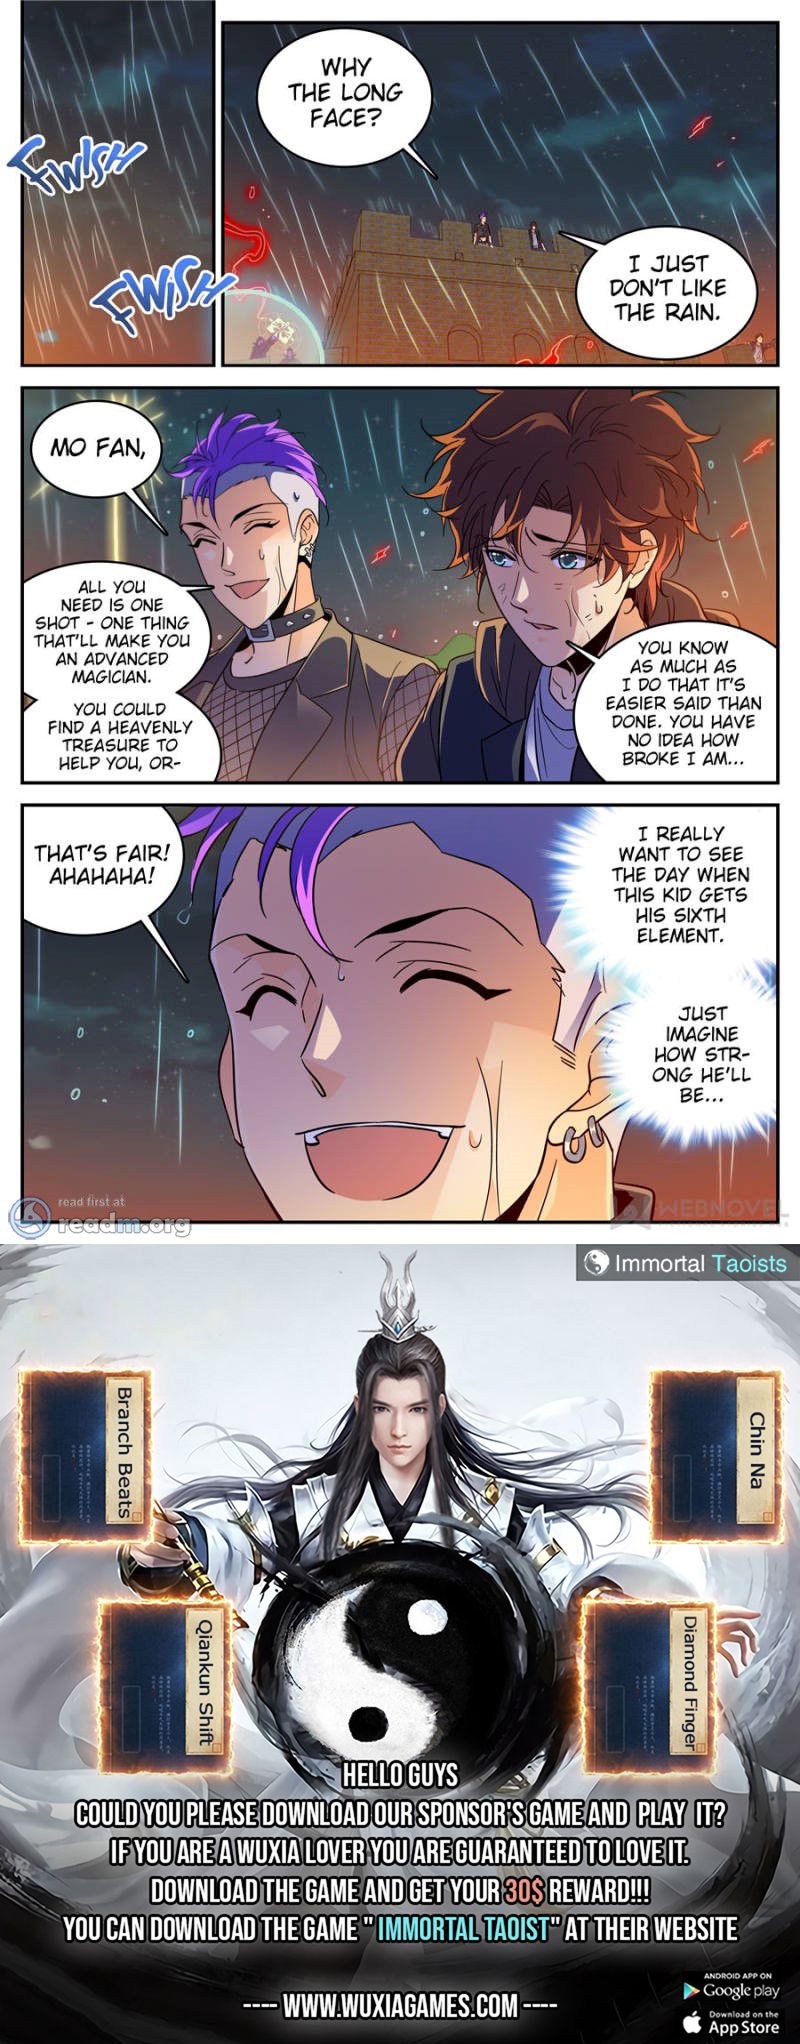 WHY
THE LONG
FACE?
FWISH
FWISH
I JUST
DON'T LIKE
THE RAIN.
MO FAN,
ALL YOU
NEED IS ONE
SHOT - ONE THING
THAT'LL MAKE YOU
AN ADVANCED
MAGICIAN.
YOU COULD
FIND A HEAVENLY
TREASURE TO
HELP YOU, OR-
YOU KNOW
AS MUCH AS
I DO THAT IT'S
EASIER SAID THAN
DONE. YOU HAVE
NO IDEA HOW
BROKE I AM...
THAT'S FAIR!
AHAHAHA!
I REALLY
WANT TO SEE
THE DAY WHEN
THIS KID GETS
HIS SIXTH
ELEMENT.
JUST
IMAGINE
HOW STR-
ONG HE'LL
BE...
read first at
readm.org
WEBNOVEL
Immortal Taoists
Branch Beats
Chin Na
Qiankun Shift
Diamond Finger
HELLO GUYS
COULD YOU PLEASE DOWNLOAD OUR SPONSOR'S GAME AND PLAY IT?
IF YOU ARE A WUXIA LOVER YOU ARE GUARANTEED TO LOVE IT.
DOWNLOAD THE GAME AND GET YOUR 30$ REWARD!!!
YOU CAN DOWNLOAD THE GAME " IMMORTAL TAOIST" AT THEIR WEBSITE
---- WWW.WUXIAGAMES.COM ----
ANDROID APP ON
Google play
Download on the
App Store